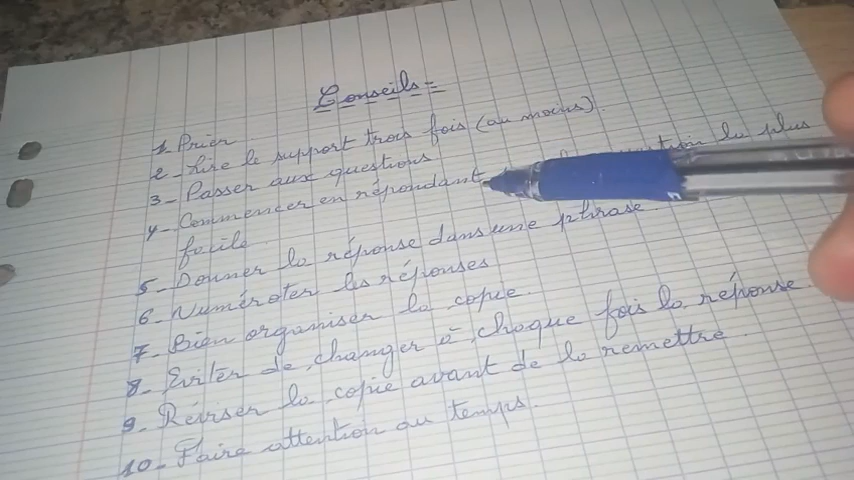 Conseils =
1. Prier
2 - Lire le support trois fois (au moins).
3 - Passer aux questions
4 - Commencer en répondant question la plus
facile.
5 - Donner la réponse dans une phrase
6 - Numéroter les réponses
7 - Bien organiser la copie.
8 - Eviter de changer à chaque fois la réponse.
9 - Réviser la copie avant de la remettre.
10 - Faire attention au temps.